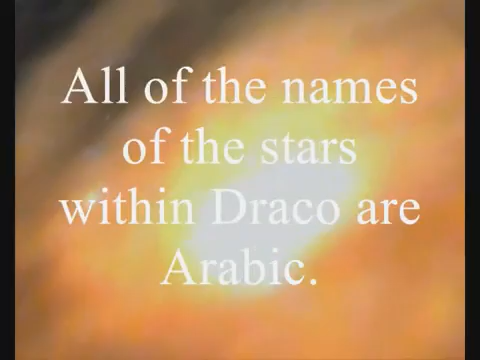 All of the names
of the stars
within Draco are
Arabic.